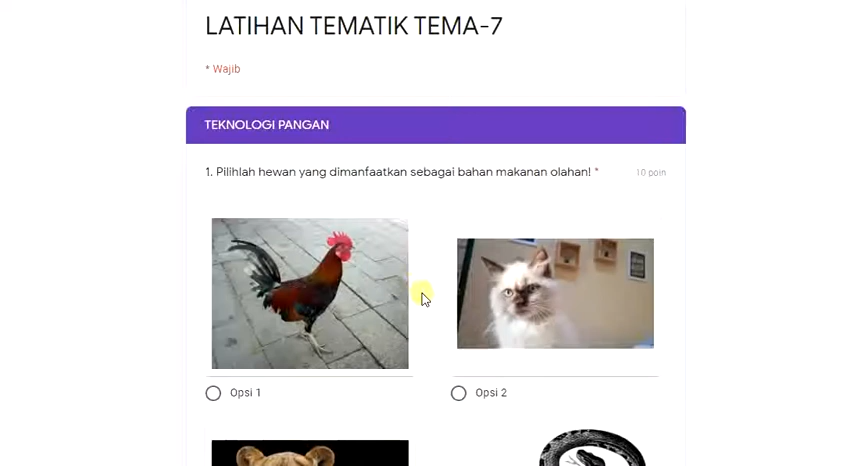 LATIHAN TEMATIK TEMA-7
* Wajib
TEKNOLOGI PANGAN
1. Pilihlah hewan yang dimanfaatkan sebagai bahan makanan olahan! *
10 poin
Opsi 1
Opsi 2